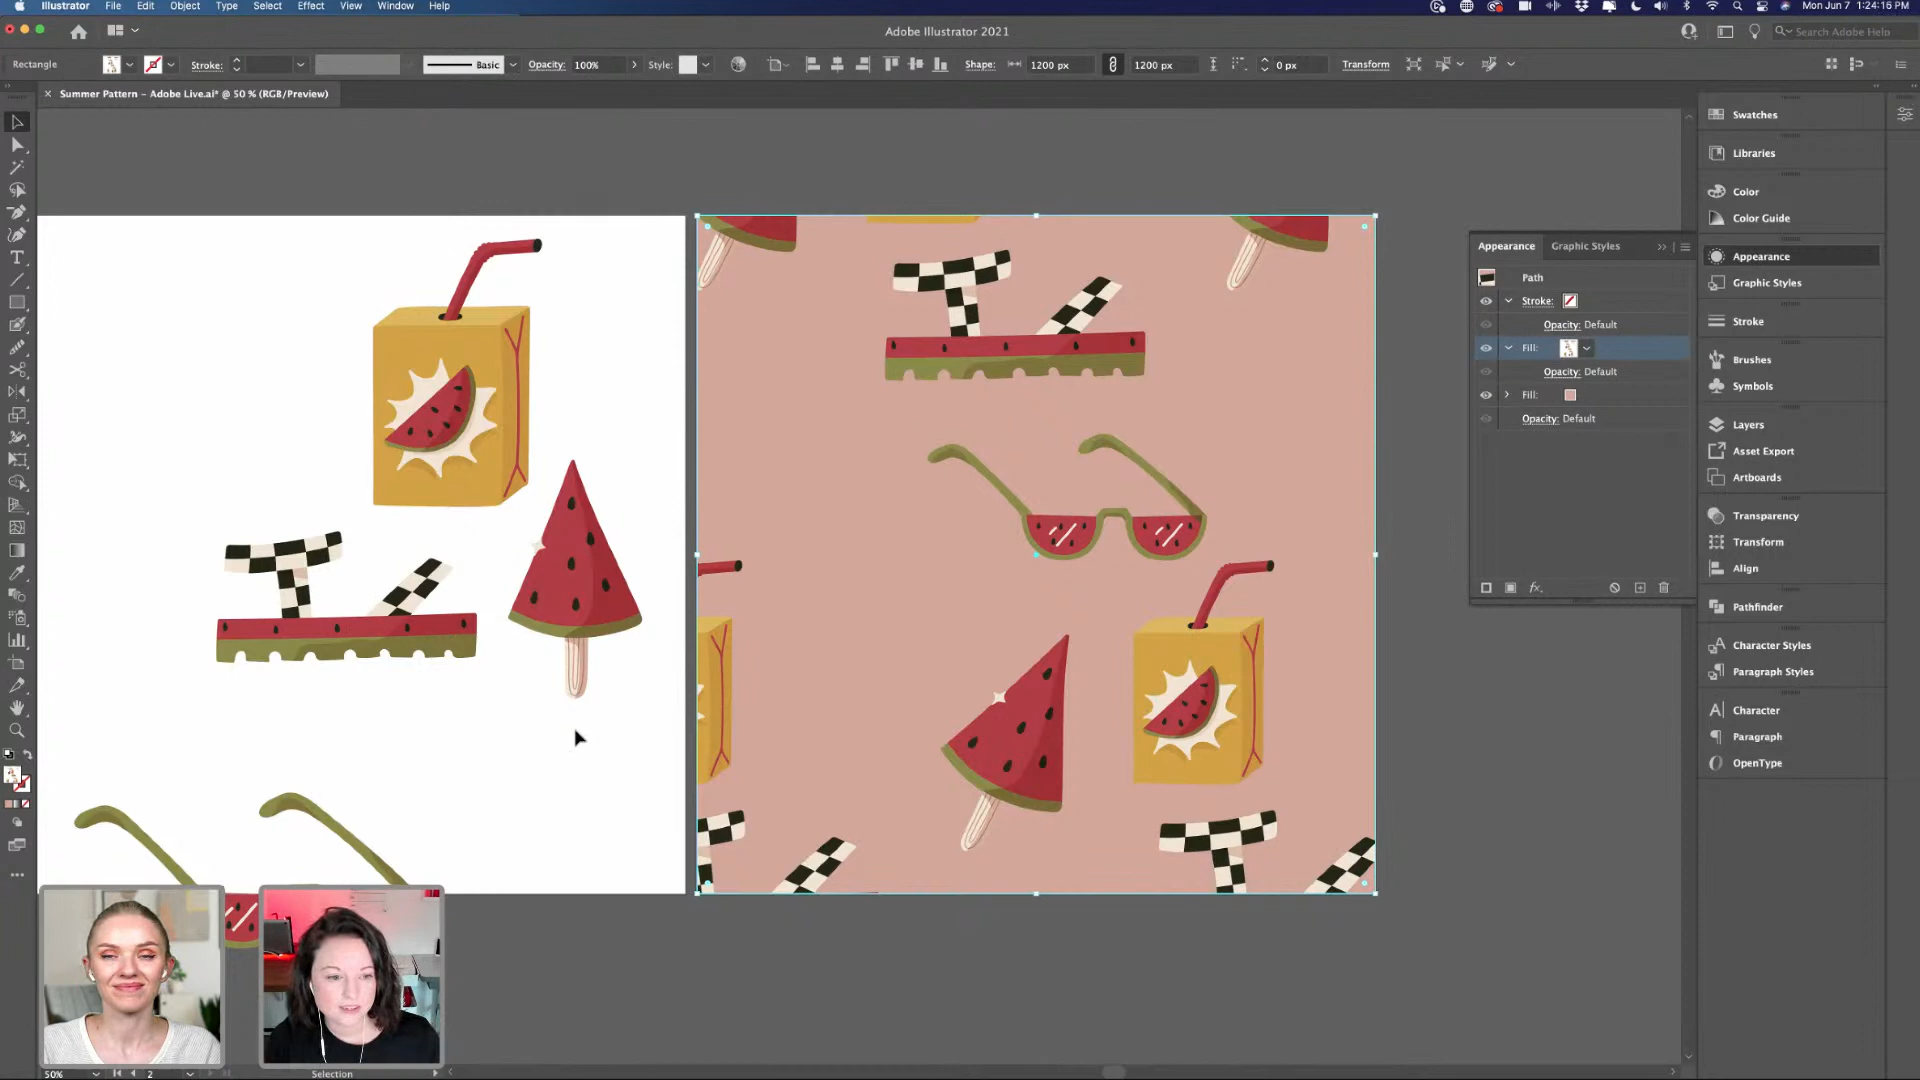 Illustrator File Edit Object Type Select Effect View Window Help Mon Jun 7 1:24:16 PM
Adobe Illustrator 2021 Search Adobe Help
Rectangle Stroke: Basic Opacity: 100% Style: Shape: 1200 px 1200 px 0 px Transform
× Summer Pattern – Adobe Live.ai* @ 50 % (RGB/Preview)
Swatches
Libraries
Color
Color Guide
Appearance
Graphic Styles
Stroke
Brushes
Symbols
Layers
Asset Export
Artboards
Transparency
Transform
Align
Pathfinder
Character Styles
Paragraph Styles
Character
Paragraph
OpenType
Appearance Graphic Styles
Path
Stroke:
Opacity: Default
Fill:
Opacity: Default
Fill:
Opacity: Default
fx
50% 2 Selection